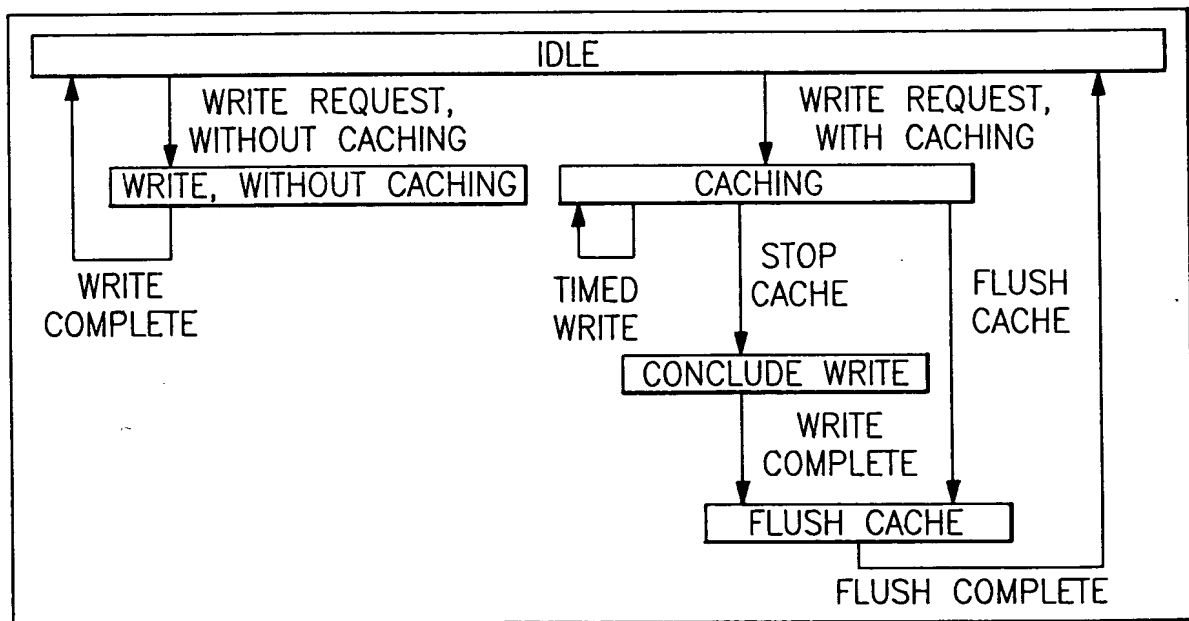 IDLE
WRITE REQUEST,
WITHOUT CACHING
WRITE REQUEST,
WITH CACHING
WRITE, WITHOUT CACHING
CACHING
WRITE
COMPLETE
TIMED
WRITE
STOP
CACHE
FLUSH
CACHE
CONCLUDE WRITE
WRITE
COMPLETE
FLUSH CACHE
FLUSH COMPLETE